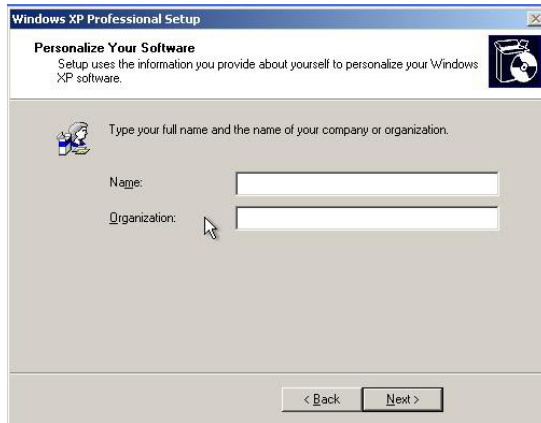 Windows XP Professional Setup
Personalize Your Software
Setup uses the information you provide about yourself to personalize your Windows
XP software.
Type your full name and the name of your company or organization.
Name:
Organization:
< Back
Next >